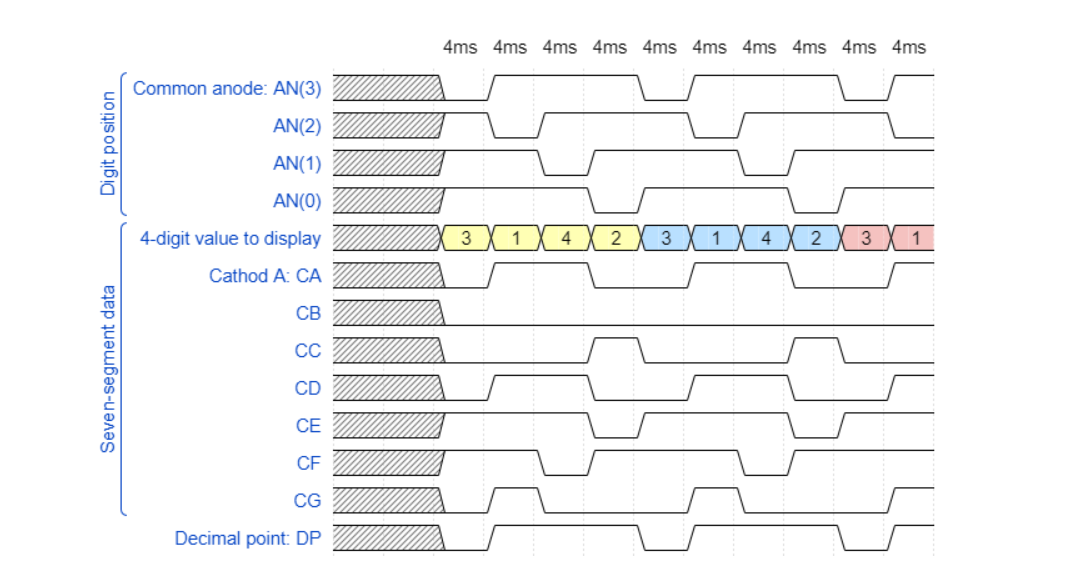 4ms 4ms 4ms 4ms 4ms 4ms 4ms 4ms 4ms 4ms
Digit position
Common anode: AN(3)
AN(2)
AN(1)
AN(0)
Seven-segment data
4-digit value to display 3 1 4 2 3 1 4 2 3 1
Cathod A: CA
CB
CC
CD
CE
CF
CG
Decimal point: DP